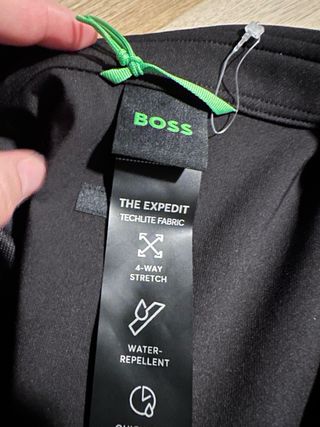 BOSS
THE EXPEDIT
TECHLITE FABRIC
4-WAY
STRETCH
WATER-
REPELLENT